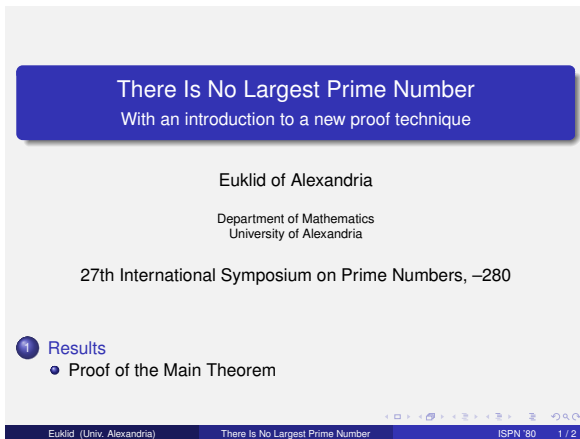 There Is No Largest Prime Number
With an introduction to a new proof technique
Euklid of Alexandria
Department of Mathematics
University of Alexandria
27th International Symposium on Prime Numbers, –280
1 Results
Proof of the Main Theorem
Euklid (Univ. Alexandria) There Is No Largest Prime Number ISPN ’80 1 / 2